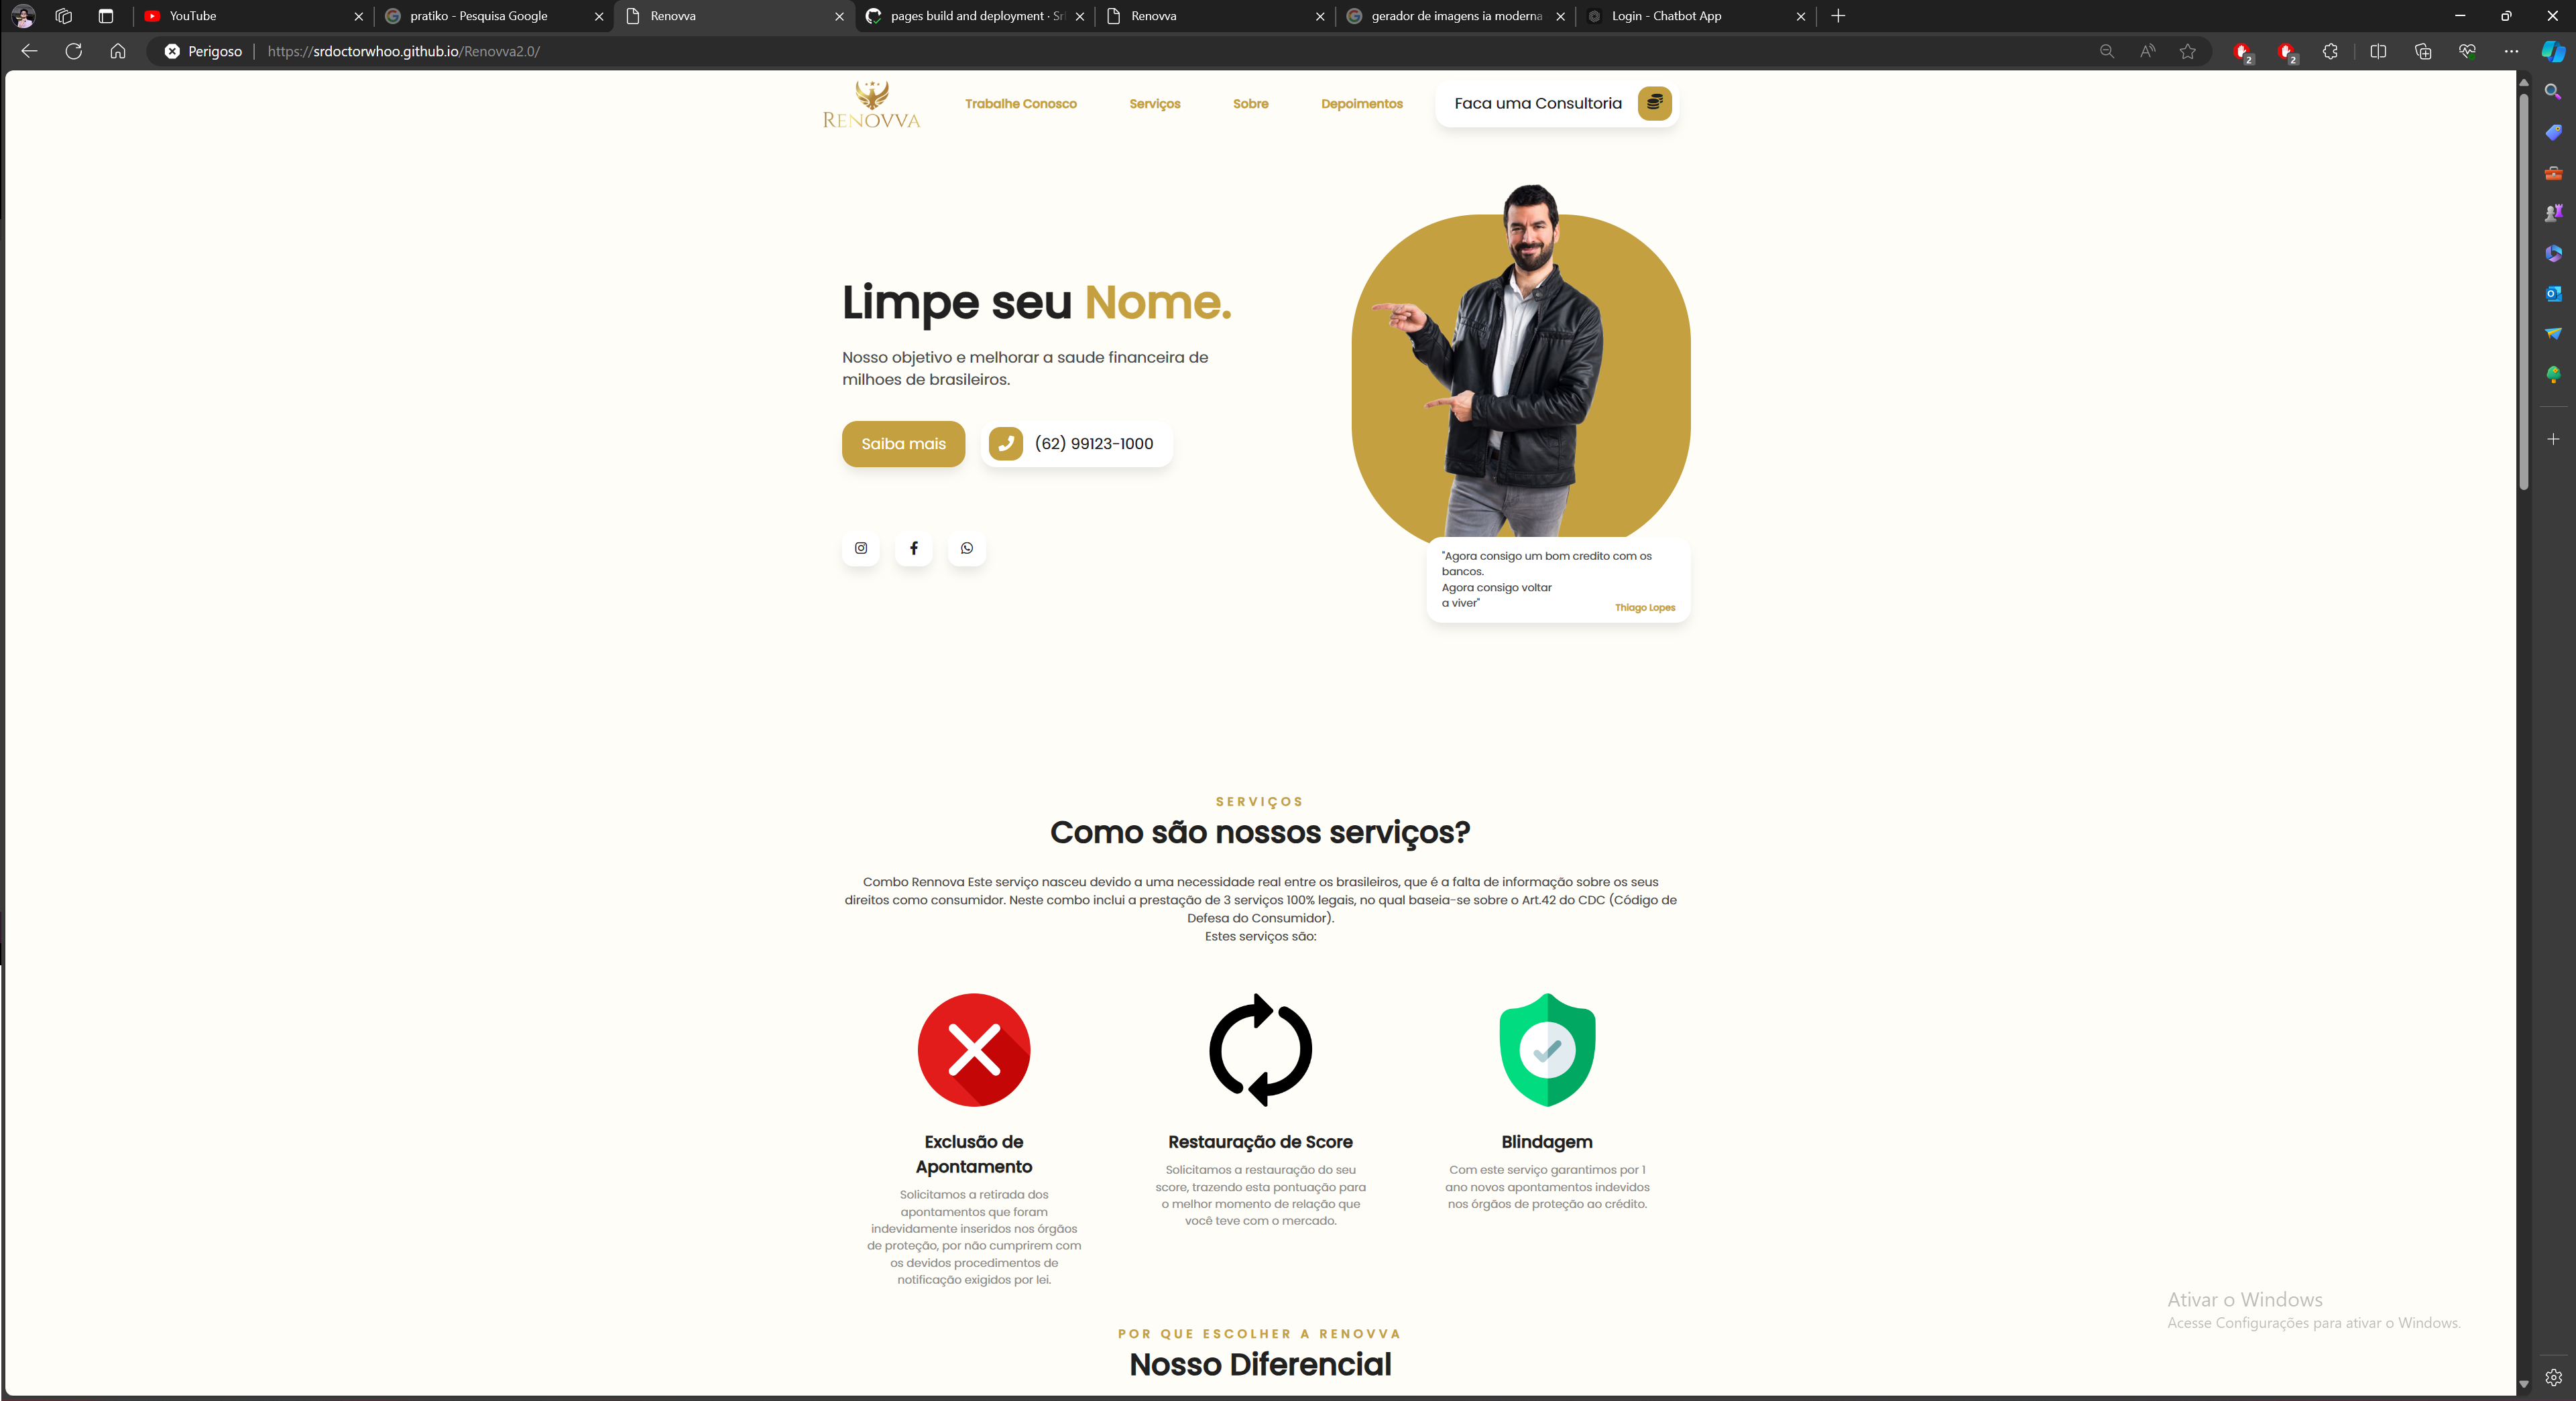 YouTube
pratiko - Pesquisa Google
Renovva
pages build and deployment · Sr
Renovva
gerador de imagens ia moderna
Login - Chatbot App
Perigoso
https://srdoctorwhoo.github.io/Renovva2.0/
2
2
RENOVVA
Trabalhe Conosco
Serviços
Sobre
Depoimentos
Faca uma Consultoria
Limpe seu Nome.
Nosso objetivo e melhorar a saude financeira de
milhoes de brasileiros.
Saiba mais
(62) 99123-1000
"Agora consigo um bom credito com os
bancos.
Agora consigo voltar
a viver"
Thiago Lopes
SERVIÇOS
Como são nossos serviços?
Combo Rennova Este serviço nasceu devido a uma necessidade real entre os brasileiros, que é a falta de informação sobre os seus
direitos como consumidor. Neste combo inclui a prestação de 3 serviços 100% legais, no qual baseia-se sobre o Art.42 do CDC (Código de
Defesa do Consumidor).
Estes serviços são:
Exclusão de
Apontamento
Solicitamos a retirada dos
apontamentos que foram
indevidamente inseridos nos órgãos
de proteção, por não cumprirem com
os devidos procedimentos de
notificação exigidos por lei.
Restauração de Score
Solicitamos a restauração do seu
score, trazendo esta pontuação para
o melhor momento de relação que
você teve com o mercado.
Blindagem
Com este serviço garantimos por 1
ano novos apontamentos indevidos
nos órgãos de proteção ao crédito.
Ativar o Windows
Acesse Configurações para ativar o Windows.
POR QUE ESCOLHER A RENOVVA
Nosso Diferencial